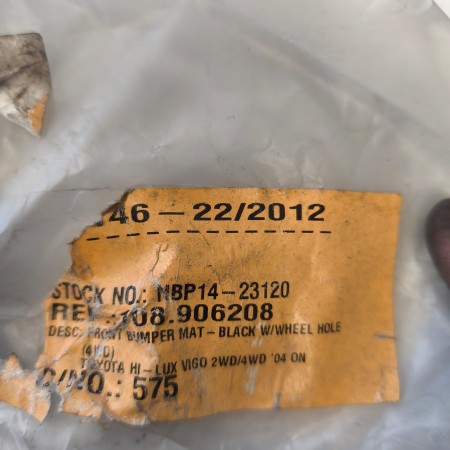 46 - 22/2012
STOCK NO.: MBP14-23120
REF.:108.906208
DESC: FRONT BUMPER MAT - BLACK W/WHEEL HOLE
(4WD)
TOYOTA HI-LUX VIGO 2WD/4WD '04 ON
C/NO.: 575